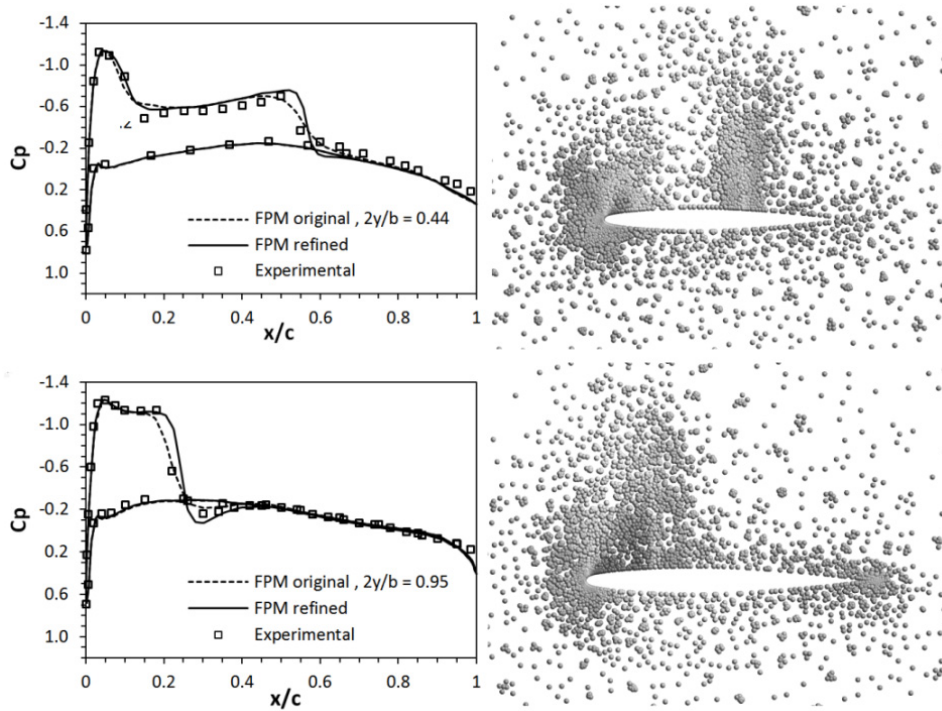 -1.4
-1.0
-0.6
-0.2
0.2
0.6
1.0
Cp
FPM original , 2y/b = 0.44
FPM refined
Experimental
0 0.2 0.4 0.6 0.8 1
x/c
-1.4
-1.0
-0.6
-0.2
0.2
0.6
1.0
Cp
FPM original , 2y/b = 0.95
FPM refined
Experimental
0 0.2 0.4 0.6 0.8 1
x/c